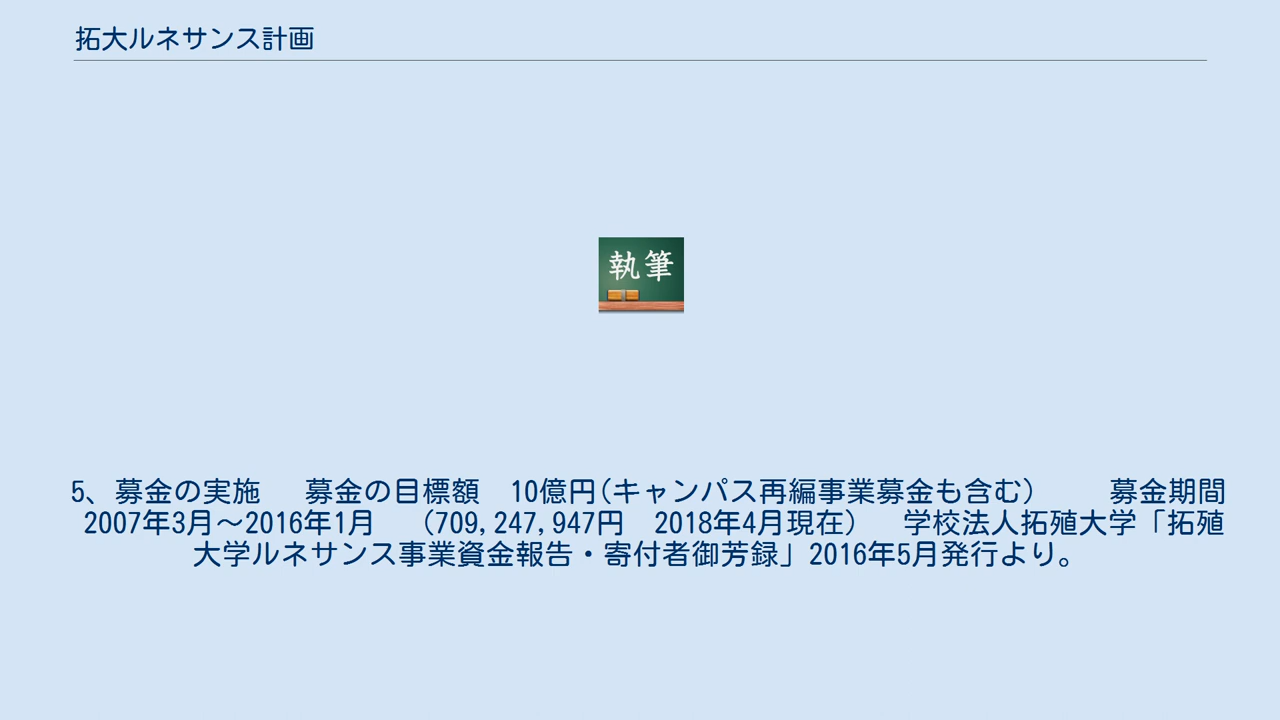 拓大ルネサンス計画
執筆
5、募金の実施　 募金の目標額　10億円(キャンパス再編事業募金も含む)　　 募金期間
2007年3月～2016年1月　（709,247,947円　2018年4月現在）　学校法人拓殖大学「拓殖
大学ルネサンス事業資金報告・寄付者御芳録」2016年5月発行より。